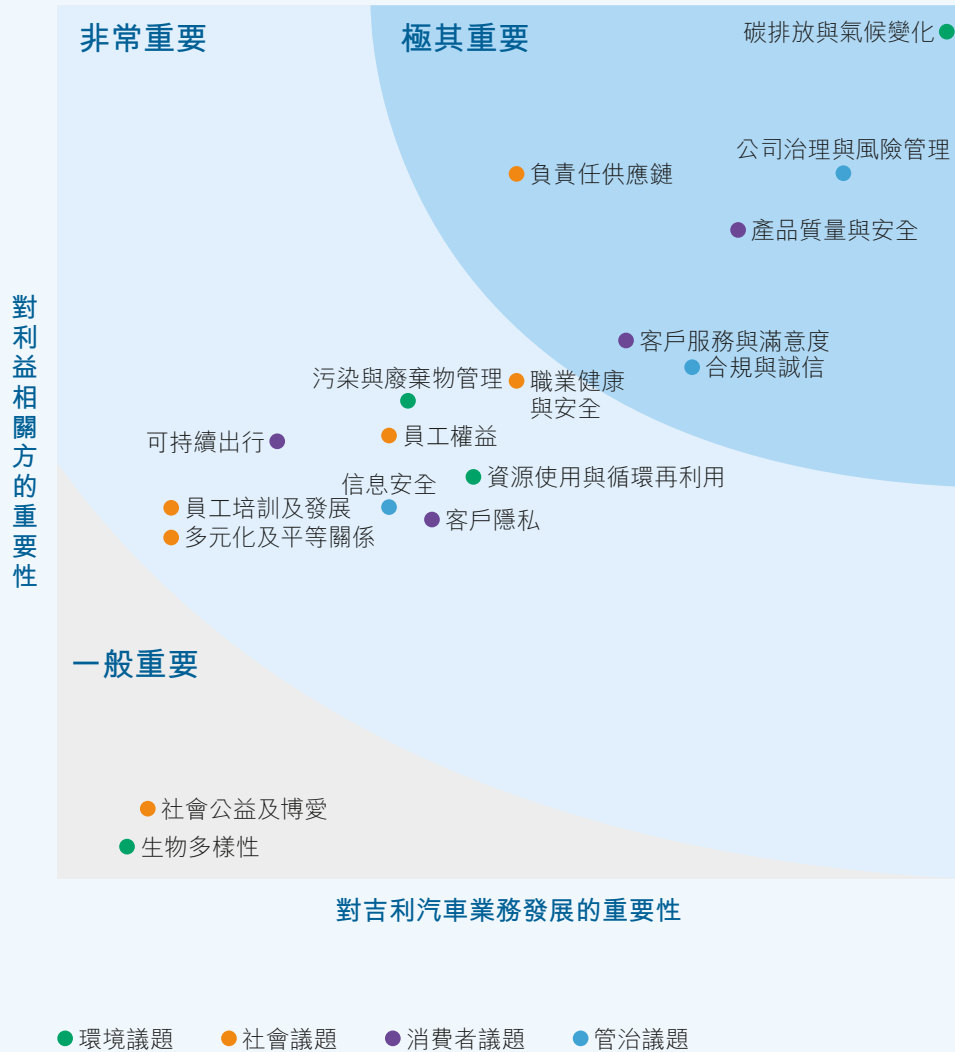 非常重要
極其重要
碳排放與氣候變化
公司治理與風險管理
負責任供應鏈
產品質量與安全
對利益相關方的重要性
客戶服務與滿意度
合規與誠信
污染與廢棄物管理
職業健康
與安全
員工權益
可持續出行
信息安全
資源使用與循環再利用
員工培訓及發展
客戶隱私
多元化及平等關係
一般重要
社會公益及博愛
生物多樣性
對吉利汽車業務發展的重要性
環境議題
社會議題
消費者議題
管治議題